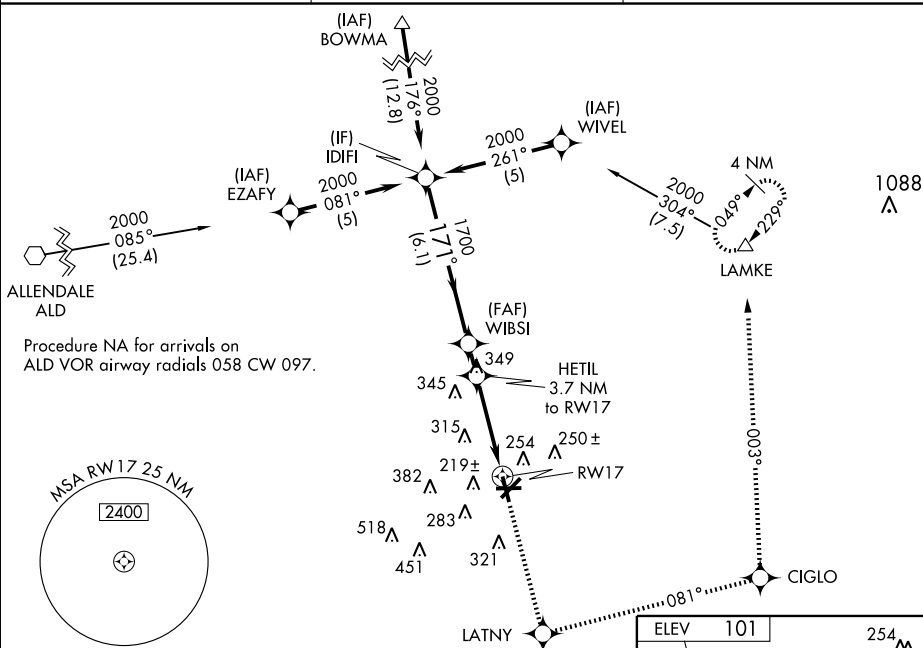 (IAF)
BOWMA
2000
176°
(12.8)
(IAF)
WIVEL
(IF)
IDIFI
2000
261°
(5)
(IAF)
EZAFY
2000
081°
(5)
4 NM
049°
229°
2000
304°
(7.5)
LAMKE
1088
2000
085°
(25.4)
ALLENDALE
ALD
1700
171°
(6.1)
(FAF)
WIBSI
Procedure NA for arrivals on
ALD VOR airway radials 058 CW 097.
349
HETIL
3.7 NM
to RW17
345
315
254
250±
382
219±
RW17
283
518
451
321
003°
MSA RW17 25 NM
2400
CIGLO
081°
LATNY
ELEV 101
254